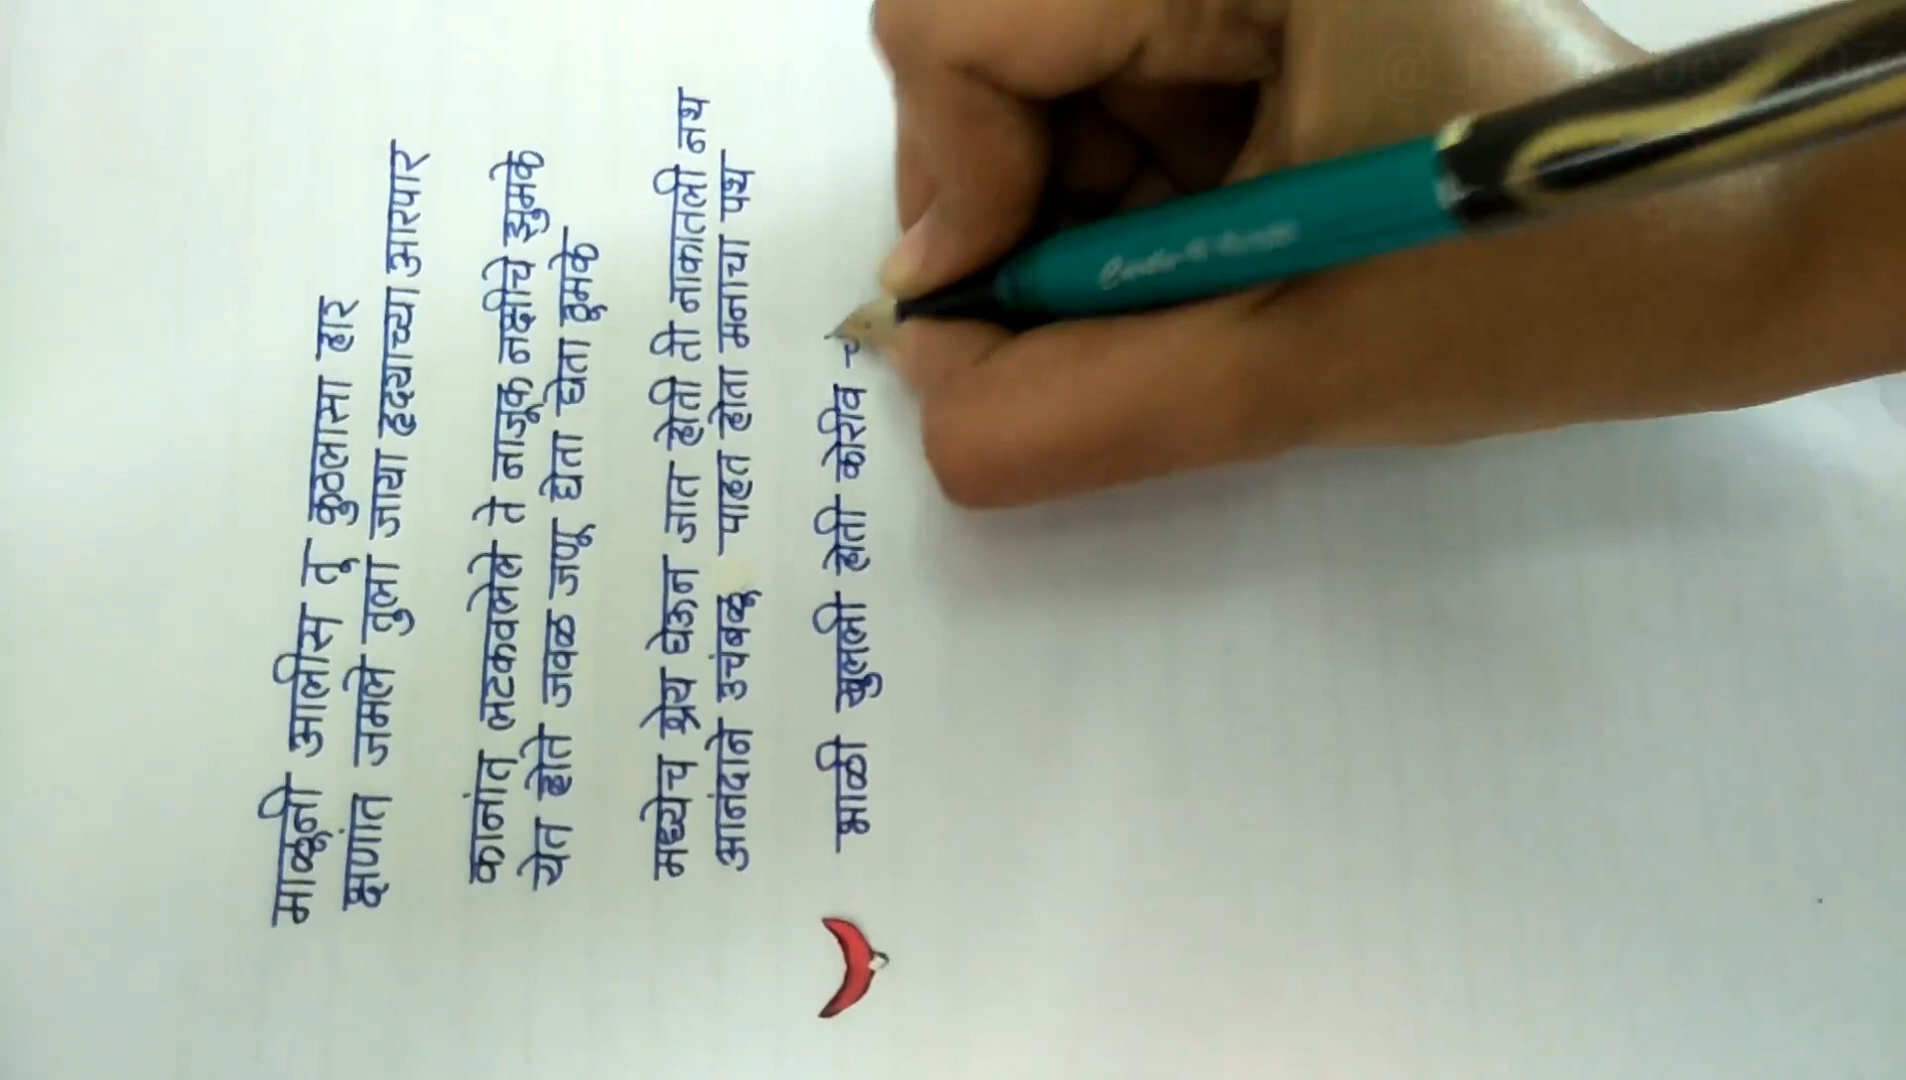 माळूनी आलीस तू कुठलासा हार
क्षणांत जमले तुला जाया हृदयाच्या आरपार
कानांत लटकवलेले ते नाजूक नक्षीचे झुमके
येत होते जवळ जणू घेता घेता ठुमके
मध्येच श्रेय घेऊन जात होती ती नाकातली नथ
आनंदाने उचंबळू पाहत होता मनाचा पथ
भाळी खुलली होती कोरीव च